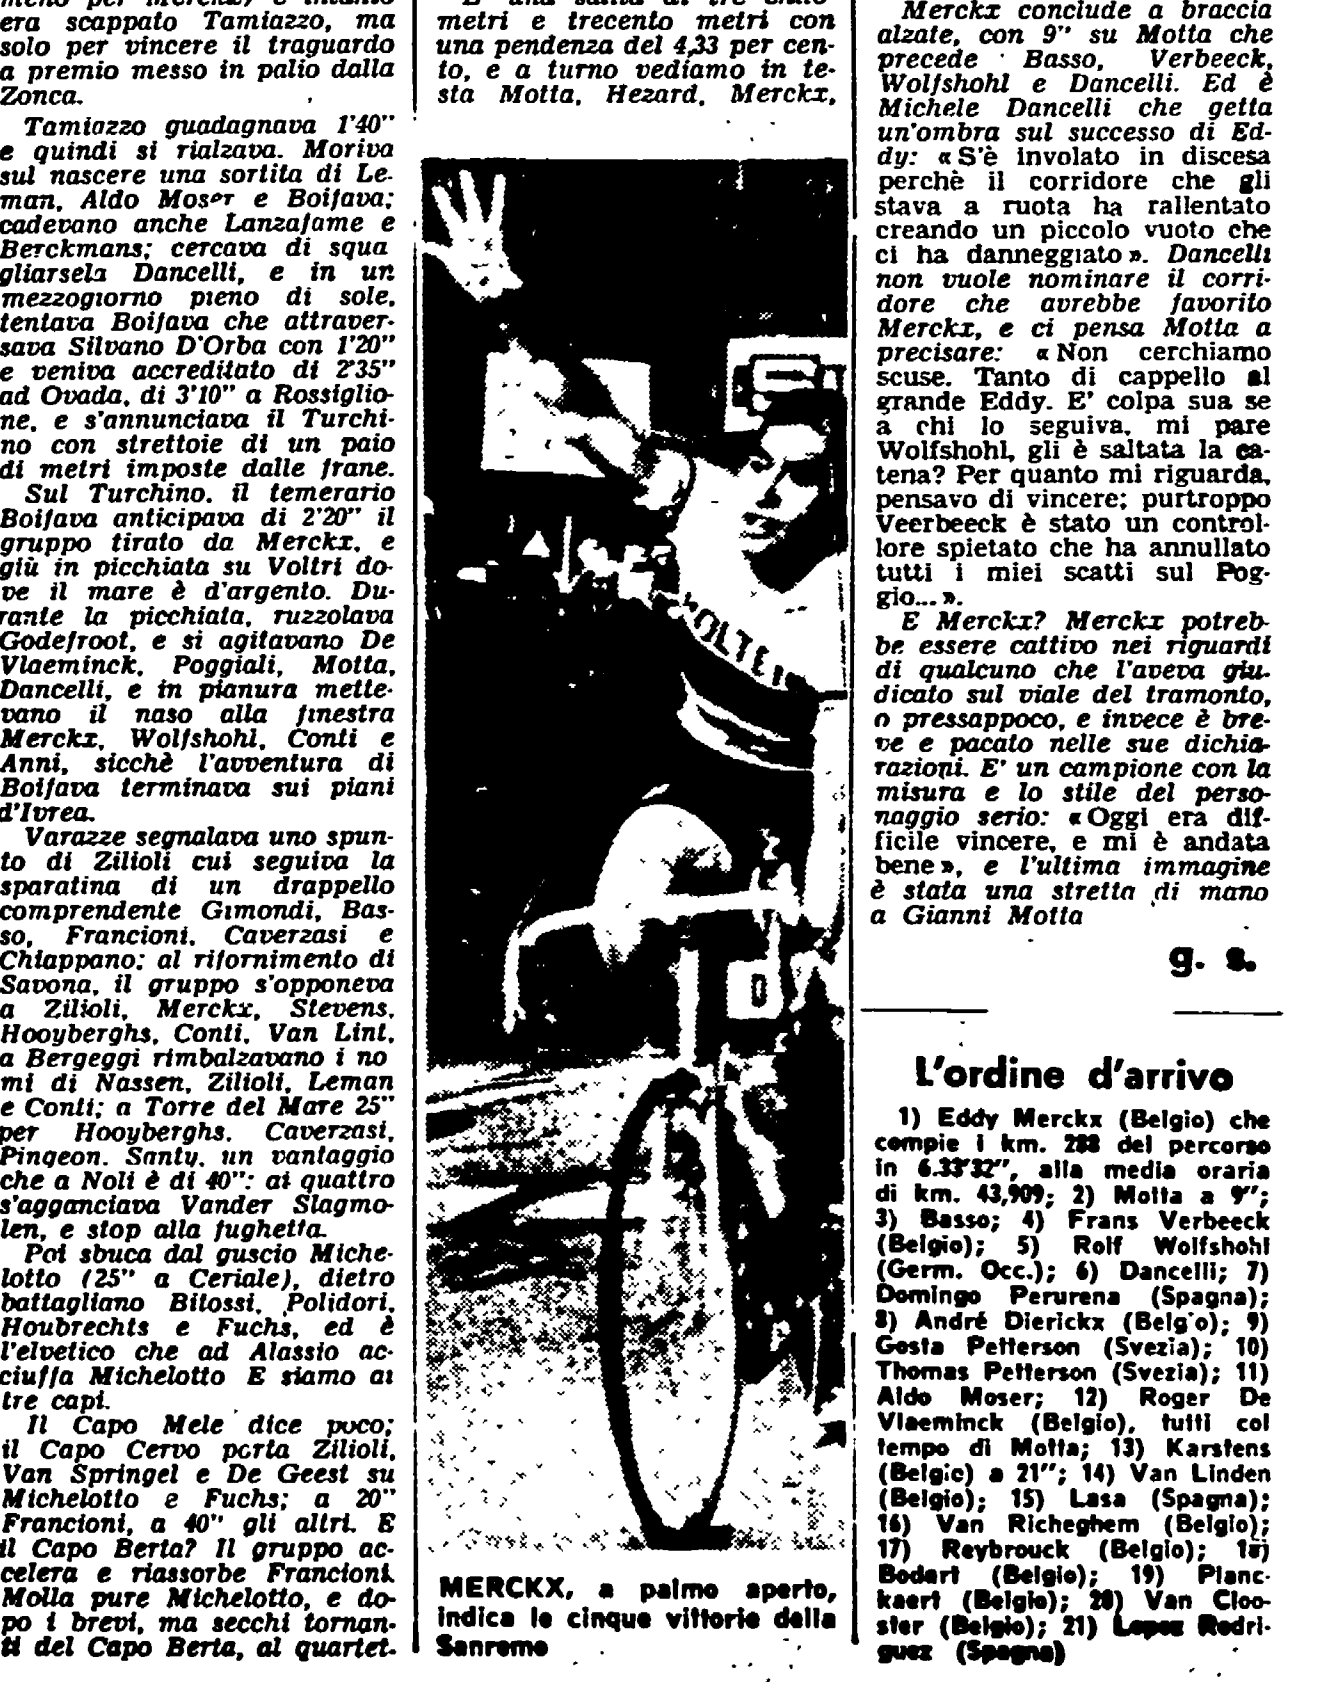 meno per Merckx, e intanto
era scappato Tamiazzo, ma
solo per vincere il traguardo
a premio messo in palio dalla
Zonca.
Tamiazzo guadagnava 1'40"
e quindi si rialzava. Moriva
sul nascere una sortita di Le-
man, Aldo Moser e Boifava;
cadevano anche Lanzafame e
Berckmans; cercava di squa
gliarsela Dancelli, e in un
mezzogiorno pieno di sole,
tentava Boifava che attraver-
sava Silvano D'Orba con 1'20"
e veniva accreditato di 2'35"
ad Ovada, di 3'10" a Rossiglio-
ne, e s'annunciava il Turchi-
no con strettoie di un paio
di metri imposte dalle frane.
Sul Turchino, il temerario
Boifava anticipava di 2'20" il
gruppo tirato da Merckx, e
giù in picchiata su Voltri do-
ve il mare è d'argento. Du-
rante la picchiata, ruzzolava
Godefroot, e si agitavano De
Vlaeminck, Poggiali, Motta,
Dancelli, e in pianura mette-
vano il naso alla finestra
Merckx, Wolfshohl, Conti e
Anni, sicchè l'avventura di
Boifava terminava sui piani
d'Ivrea.
Varazze segnalava uno spun-
to di Zilioli cui seguiva la
sparatina di un drappello
comprendente Gimondi, Bas-
so, Francioni, Caverzasi e
Chiappano; al rifornimento di
Savona, il gruppo s'opponeva
a Zilioli, Merckx, Stevens,
Hooyberghs, Conti, Van Lint,
a Bergeggi rimbalzavano i no
mi di Nassen, Zilioli, Leman
e Conti; a Torre del Mare 25"
per Hooyberghs, Caverzasi,
Pingeon, Santy, un vantaggio
che a Noli è di 40": ai quattro
s'agganciava Vander Slagmo-
len, e stop alla fughetta.
Poi sbuca dal guscio Miche-
lotto (25" a Ceriale), dietro
battagliano Bitossi, Polidori,
Houbrechts e Fuchs, ed è
l'elvetico che ad Alassio ac-
ciuffa Michelotto E siamo ai
tre capi.
Il Capo Mele dice poco;
il Capo Cervo porta Zilioli,
Van Springel e De Geest su
Michelotto e Fuchs; a 20"
Francioni, a 40" gli altri. E
il Capo Berta? Il gruppo ac-
celera e riassorbe Francioni.
Molla pure Michelotto, e do-
po i brevi, ma secchi tornan-
ti del Capo Berta, al quartet-
metri e trecento metri con
una pendenza del 4,33 per cen-
to, e a turno vediamo in te-
sta Motta, Hezard, Merckx,
MOLTENI
MERCKX, a palmo aperto,
indica le cinque vittorie della
Sanremo
Merckx conclude a braccia
alzate, con 9" su Motta che
precede Basso, Verbeeck,
Wolfshohl e Dancelli. Ed è
Michele Dancelli che getta
un'ombra sul successo di Ed-
dy: «S'è involato in discesa
perchè il corridore che gli
stava a ruota ha rallentato
creando un piccolo vuoto che
ci ha danneggiato». Dancelli
non vuole nominare il corri-
dore che avrebbe favorito
Merckx, e ci pensa Motta a
precisare: «Non cerchiamo
scuse. Tanto di cappello al
grande Eddy. E' colpa sua se
a chi lo seguiva, mi pare
Wolfshohl, gli è saltata la ca-
tena? Per quanto mi riguarda,
pensavo di vincere; purtroppo
Veerbeeck è stato un control-
lore spietato che ha annullato
tutti i miei scatti sul Pog-
gio...».
E Merckx? Merckx potreb-
be essere cattivo nei riguardi
di qualcuno che l'aveva giu-
dicato sul viale del tramonto,
o pressappoco, e invece è bre-
ve e pacato nelle sue dichia-
razioni. E' un campione con la
misura e lo stile del perso-
naggio serio: «Oggi era dif-
ficile vincere, e mi è andata
bene», e l'ultima immagine
è stata una stretta di mano
a Gianni Motta
g. s.
L'ordine d'arrivo
1) Eddy Merckx (Belgio) che
compie i km. 288 del percorso
in 6.33'32", alla media oraria
di km. 43,909; 2) Motta a 9";
3) Basso; 4) Frans Verbeeck
(Belgio); 5) Rolf Wolfshohl
(Germ. Occ.); 6) Dancelli; 7)
Domingo Perurena (Spagna);
8) André Dierickx (Belg'o); 9)
Gosta Petterson (Svezia); 10)
Thomas Petterson (Svezia); 11)
Aldo Moser; 12) Roger De
Vlaeminck (Belgio), tutti col
tempo di Motta; 13) Karstens
(Belgio) a 21"; 14) Van Linden
(Belgio); 15) Lasa (Spagna);
16) Van Richeghem (Belgio);
17) Reybrouck (Belgio); 18)
Bodart (Belgio); 19) Planc-
kaert (Belgio); 20) Van Cloo-
ster (Belgio); 21) Lopez Rodri-
guez (Spagna)